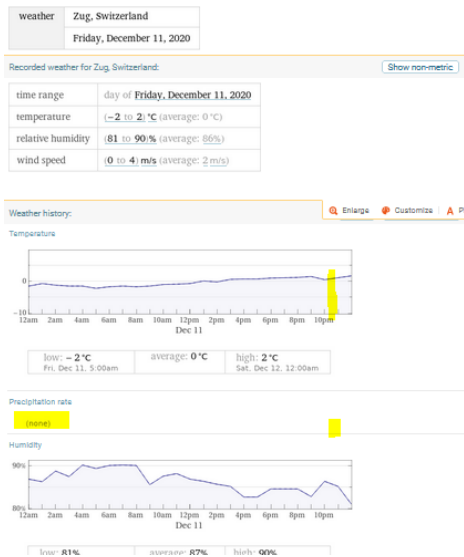 weather Zug, Switzerland
Friday, December 11, 2020
Recorded weather for Zug, Switzerland: Show non-metric
time range day of Friday, December 11, 2020
temperature (−2 to 2) °C (average: 0 °C)
relative humidity (81 to 90)% (average: 86%)
wind speed (0 to 4) m/s (average: 2 m/s)
Weather history: Enlarge Customize A P
Temperature
0
−10
12am 2am 4am 6am 8am 10am 12pm 2pm 4pm 6pm 8pm 10pm
Dec 11
low: −2 °C average: 0 °C high: 2 °C
Fri, Dec 11, 5:00am Sat, Dec 12, 12:00am
Precipitation rate
(none)
Humidity
90%
80%
12am 2am 4am 6am 8am 10am 12pm 2pm 4pm 6pm 8pm 10pm
Dec 11
low: 81% average: 87% high: 90%